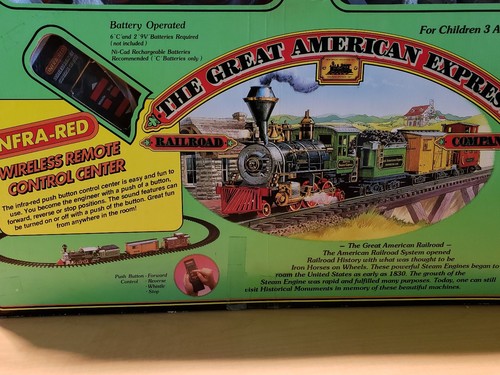 Battery Operated
6 'C' and 2 '9V' Batteries Required
(not included)
Ni-Cad Rechargeable Batteries
Recommended ('C' Batteries only)
For Children 3 A
THE GREAT AMERICAN EXPRES
RAILROAD
COMPAN
NFRA-RED
WIRELESS REMOTE
CONTROL CENTER
The infra-red push button control center is easy and fun to
use. You become the engineer with a push of a button,
forward, reverse or stop positions. The sound features can
be turned on or off with a push of the button. Great fun
from anywhere in the room!
Push Button - Forward
Control - Reverse
- Whistle
- Stop
— The Great American Railroad —
The American Railroad System opened
Railroad History with what was thought to be
Iron Horses on Wheels. These powerful Steam Engines began to
roam the United States as early as 1830. The growth of the
Steam Engine was rapid and fulfilled many purposes. Today, one can still
visit Historical Monuments in memory of these beautiful machines.